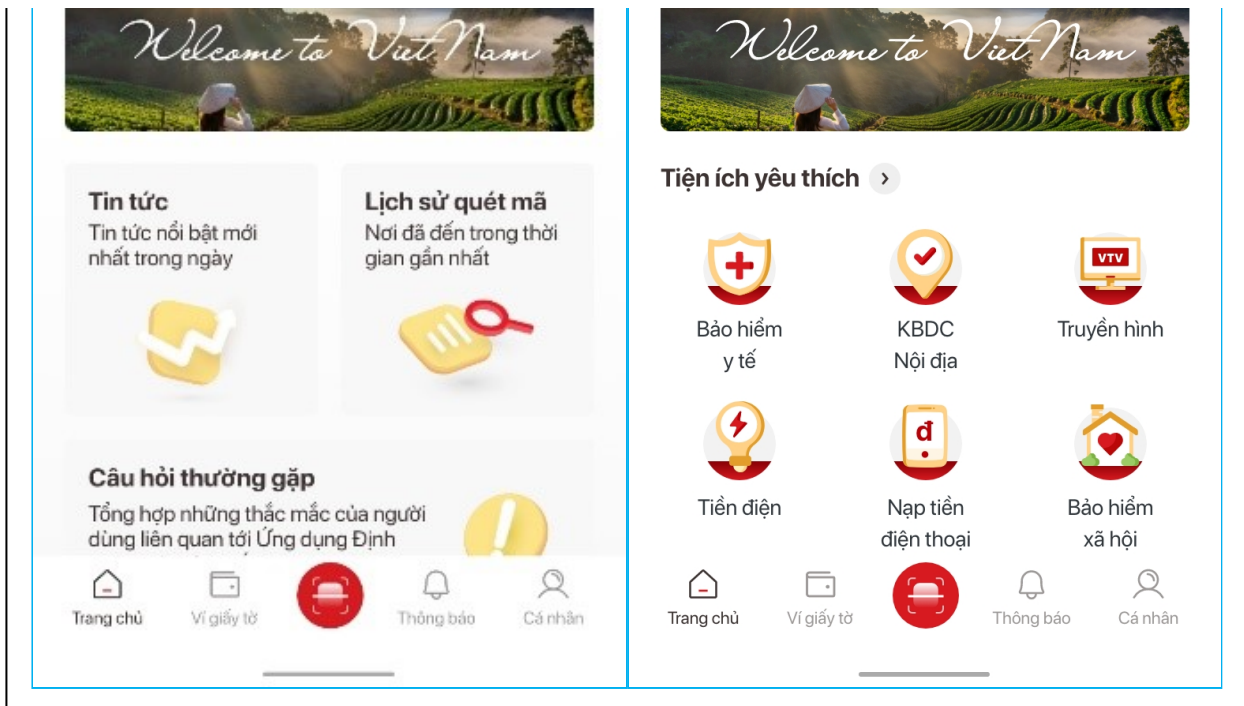 Welcome to Viet Nam
Tin tức
Tin tức nổi bật mới
nhất trong ngày
Lịch sử quét mã
Nơi đã đến trong thời
gian gần nhất
Câu hỏi thường gặp
Tổng hợp những thắc mắc của người
dùng liên quan tới Ứng dụng Định
Trang chủ
Ví giấy tờ
Thông báo
Cá nhân
Welcome to Viet Nam
Tiện ích yêu thích
Bảo hiểm
y tế
KBDC
Nội địa
VTV
Truyền hình
Tiền điện
đ
Nạp tiền
điện thoại
Bảo hiểm
xã hội
Trang chủ
Ví giấy tờ
Thông báo
Cá nhân